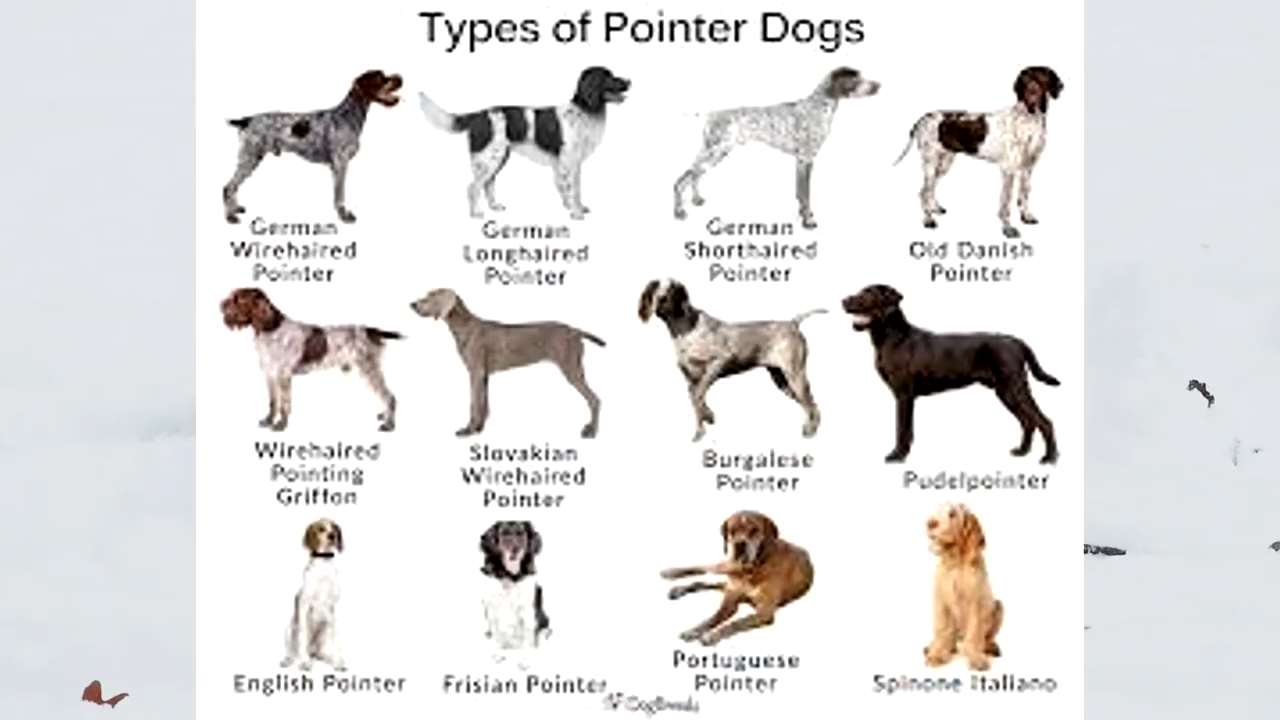 Types of Pointer Dogs
German
Wirehaired
Pointer
German
Longhaired
Pointer
German
Shorthaired
Pointer
Old Danish
Pointer
Wirehaired
Pointing
Griffon
Slovakian
Wirehaired
Pointer
Burgalese
Pointer
Pudelpointer
English Pointer
Frisian Pointer
Portuguese
Pointer
Spinone Italiano